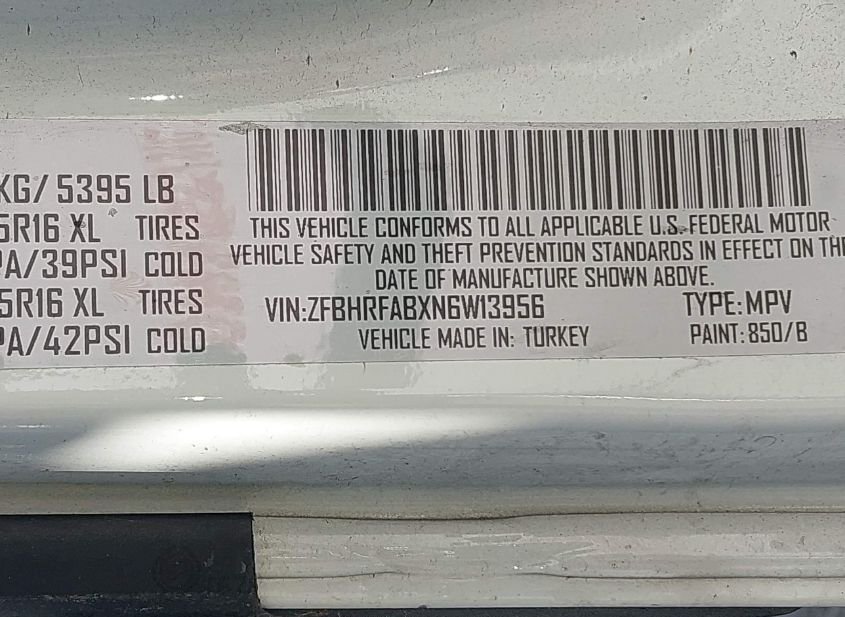 KG/ 5395 LB
5R16 XL TIRES
PA/39PSI COLD
5R16 XL TIRES
PA/42PSI COLD
THIS VEHICLE CONFORMS TO ALL APPLICABLE U.S. FEDERAL MOTOR
VEHICLE SAFETY AND THEFT PREVENTION STANDARDS IN EFFECT ON THE
DATE OF MANUFACTURE SHOWN ABOVE.
VIN:ZFBHRFABXN6W13956 TYPE:MPV
VEHICLE MADE IN: TURKEY PAINT:850/B